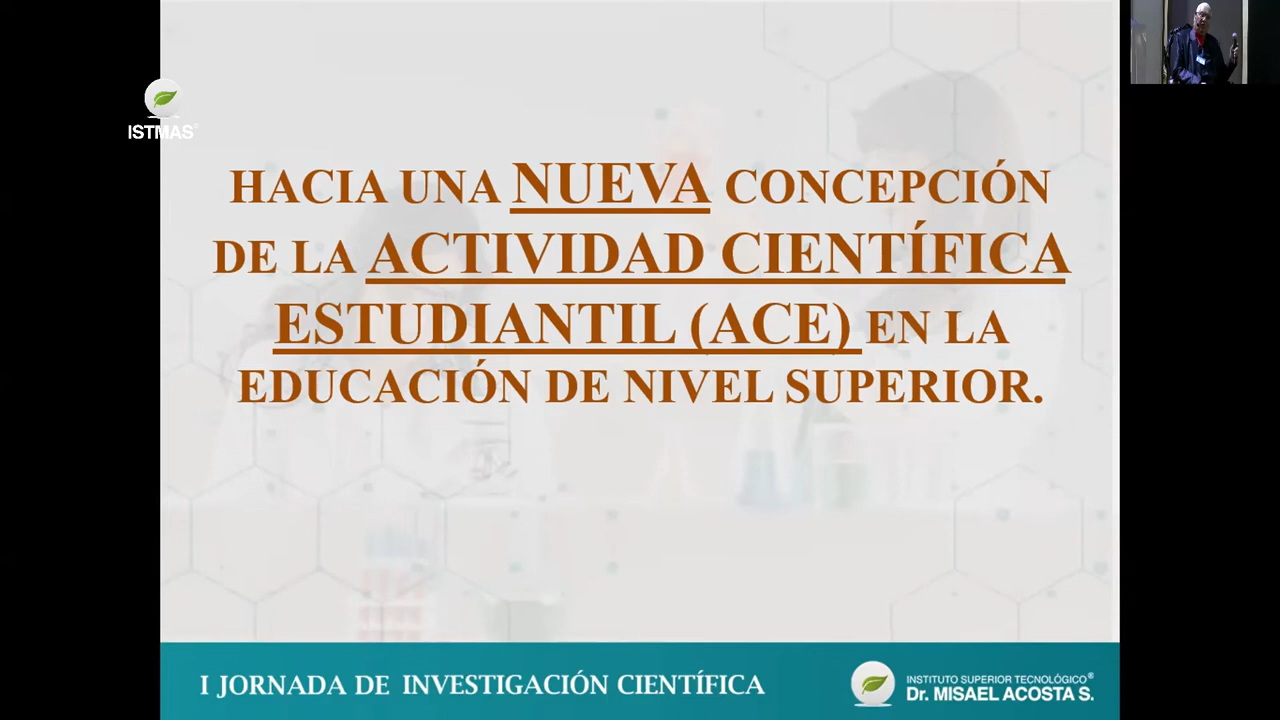 ISTMAS®
HACIA UNA NUEVA CONCEPCIÓN
DE LA ACTIVIDAD CIENTÍFICA
ESTUDIANTIL (ACE) EN LA
EDUCACIÓN DE NIVEL SUPERIOR.
I JORNADA DE INVESTIGACIÓN CIENTÍFICA
INSTITUTO SUPERIOR TECNOLÓGICO®
Dr. MISAEL ACOSTA S.